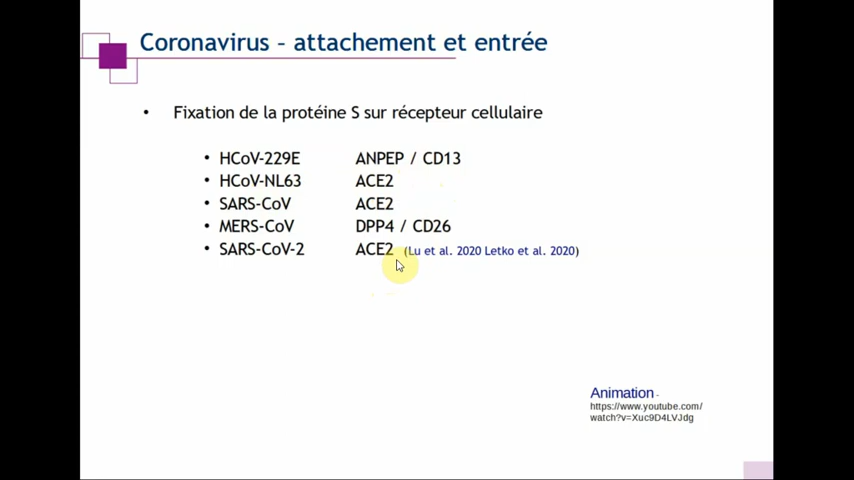 Coronavirus – attachement et entrée
• Fixation de la protéine S sur récepteur cellulaire
• HCoV-229E ANPEP / CD13
• HCoV-NL63 ACE2
• SARS-CoV ACE2
• MERS-CoV DPP4 / CD26
• SARS-CoV-2 ACE2 (Lu et al. 2020 Letko et al. 2020)
Animation -
https://www.youtube.com/
watch?v=Xuc9D4LVJdg